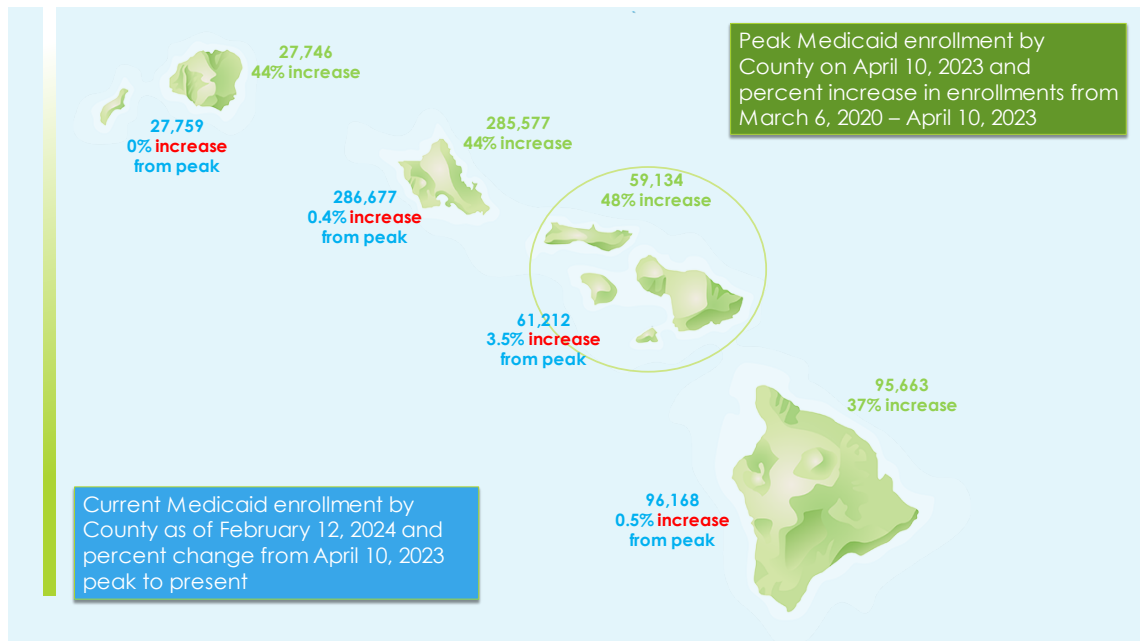 27,746
44% increase
27,759
0% increase
from peak
Peak Medicaid enrollment by
County on April 10, 2023 and
percent increase in enrollments from
March 6, 2020 – April 10, 2023
285,577
44% increase
286,677
0.4% increase
from peak
59,134
48% increase
61,212
3.5% increase
from peak
95,663
37% increase
96,168
0.5% increase
from peak
Current Medicaid enrollment by
County as of February 12, 2024 and
percent change from April 10, 2023
peak to present